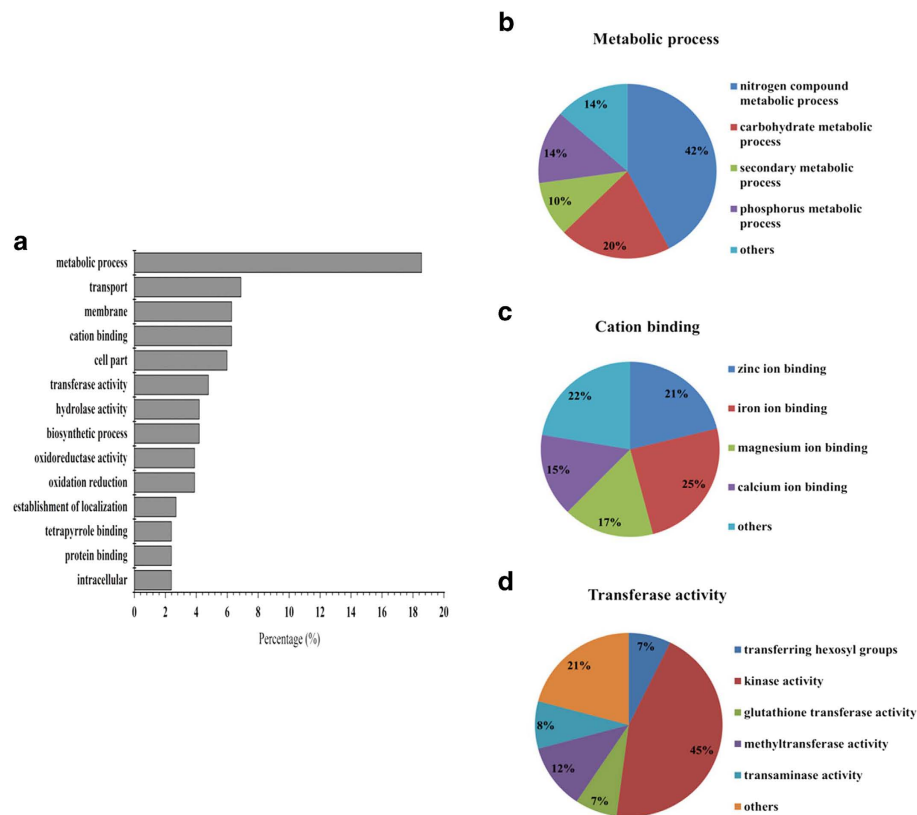 a
metabolic process
transport
membrane
cation binding
cell part
transferase activity
hydrolase activity
biosynthetic process
oxidoreductase activity
oxidation reduction
establishment of localization
tetrapyrrole binding
protein binding
intracellular
0 2 4 6 8 10 12 14 16 18 20
Percentage (%)
b
Metabolic process
14%
42%
14%
10%
20%
nitrogen compound
metabolic process
carbohydrate metabolic
process
secondary metabolic
process
phosphorus metabolic
process
others
c
Cation binding
22%
21%
15%
25%
17%
zinc ion binding
iron ion binding
magnesium ion binding
calcium ion binding
others
d
Transferase activity
7%
21%
8%
45%
12%
7%
transferring hexosyl groups
kinase activity
glutathione transferase activity
methyltransferase activity
transaminase activity
others